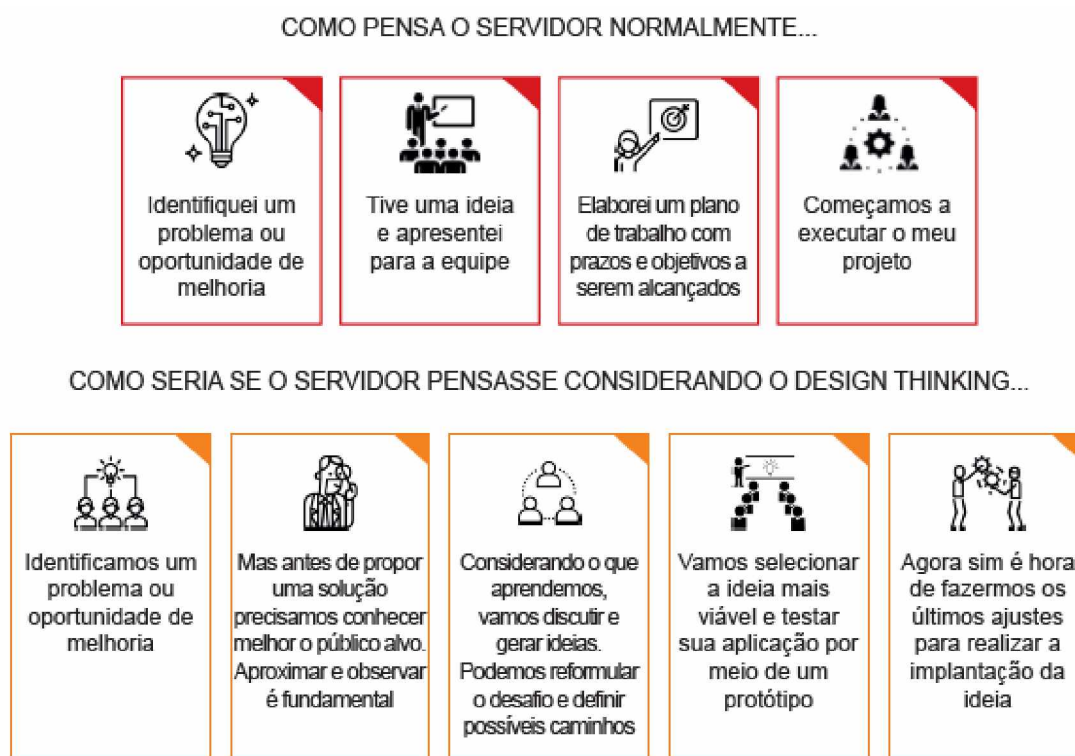 COMO PENSA O SERVIDOR NORMALMENTE...
Identifiquei um
problema ou
oportunidade de
melhoria
Tive uma ideia
e apresentei
para a equipe
Elaborei um plano
de trabalho com
prazos e objetivos a
serem alcançados
Começamos a
executar o meu
projeto
COMO SERIA SE O SERVIDOR PENSASSE CONSIDERANDO O DESIGN THINKING...
Identificamos um
problema ou
oportunidade de
melhoria
Mas antes de propor
uma solução
precisamos conhecer
melhor o público alvo.
Aproximar e observar
é fundamental
Considerando o que
aprendemos,
vamos discutir e
gerar ideias.
Podemos reformular
o desafio e definir
possíveis caminhos
Vamos selecionar
a ideia mais
viável e testar
sua aplicação por
meio de um
protótipo
Agora sim é hora
de fazermos os
últimos ajustes
para realizar a
implantação da
ideia